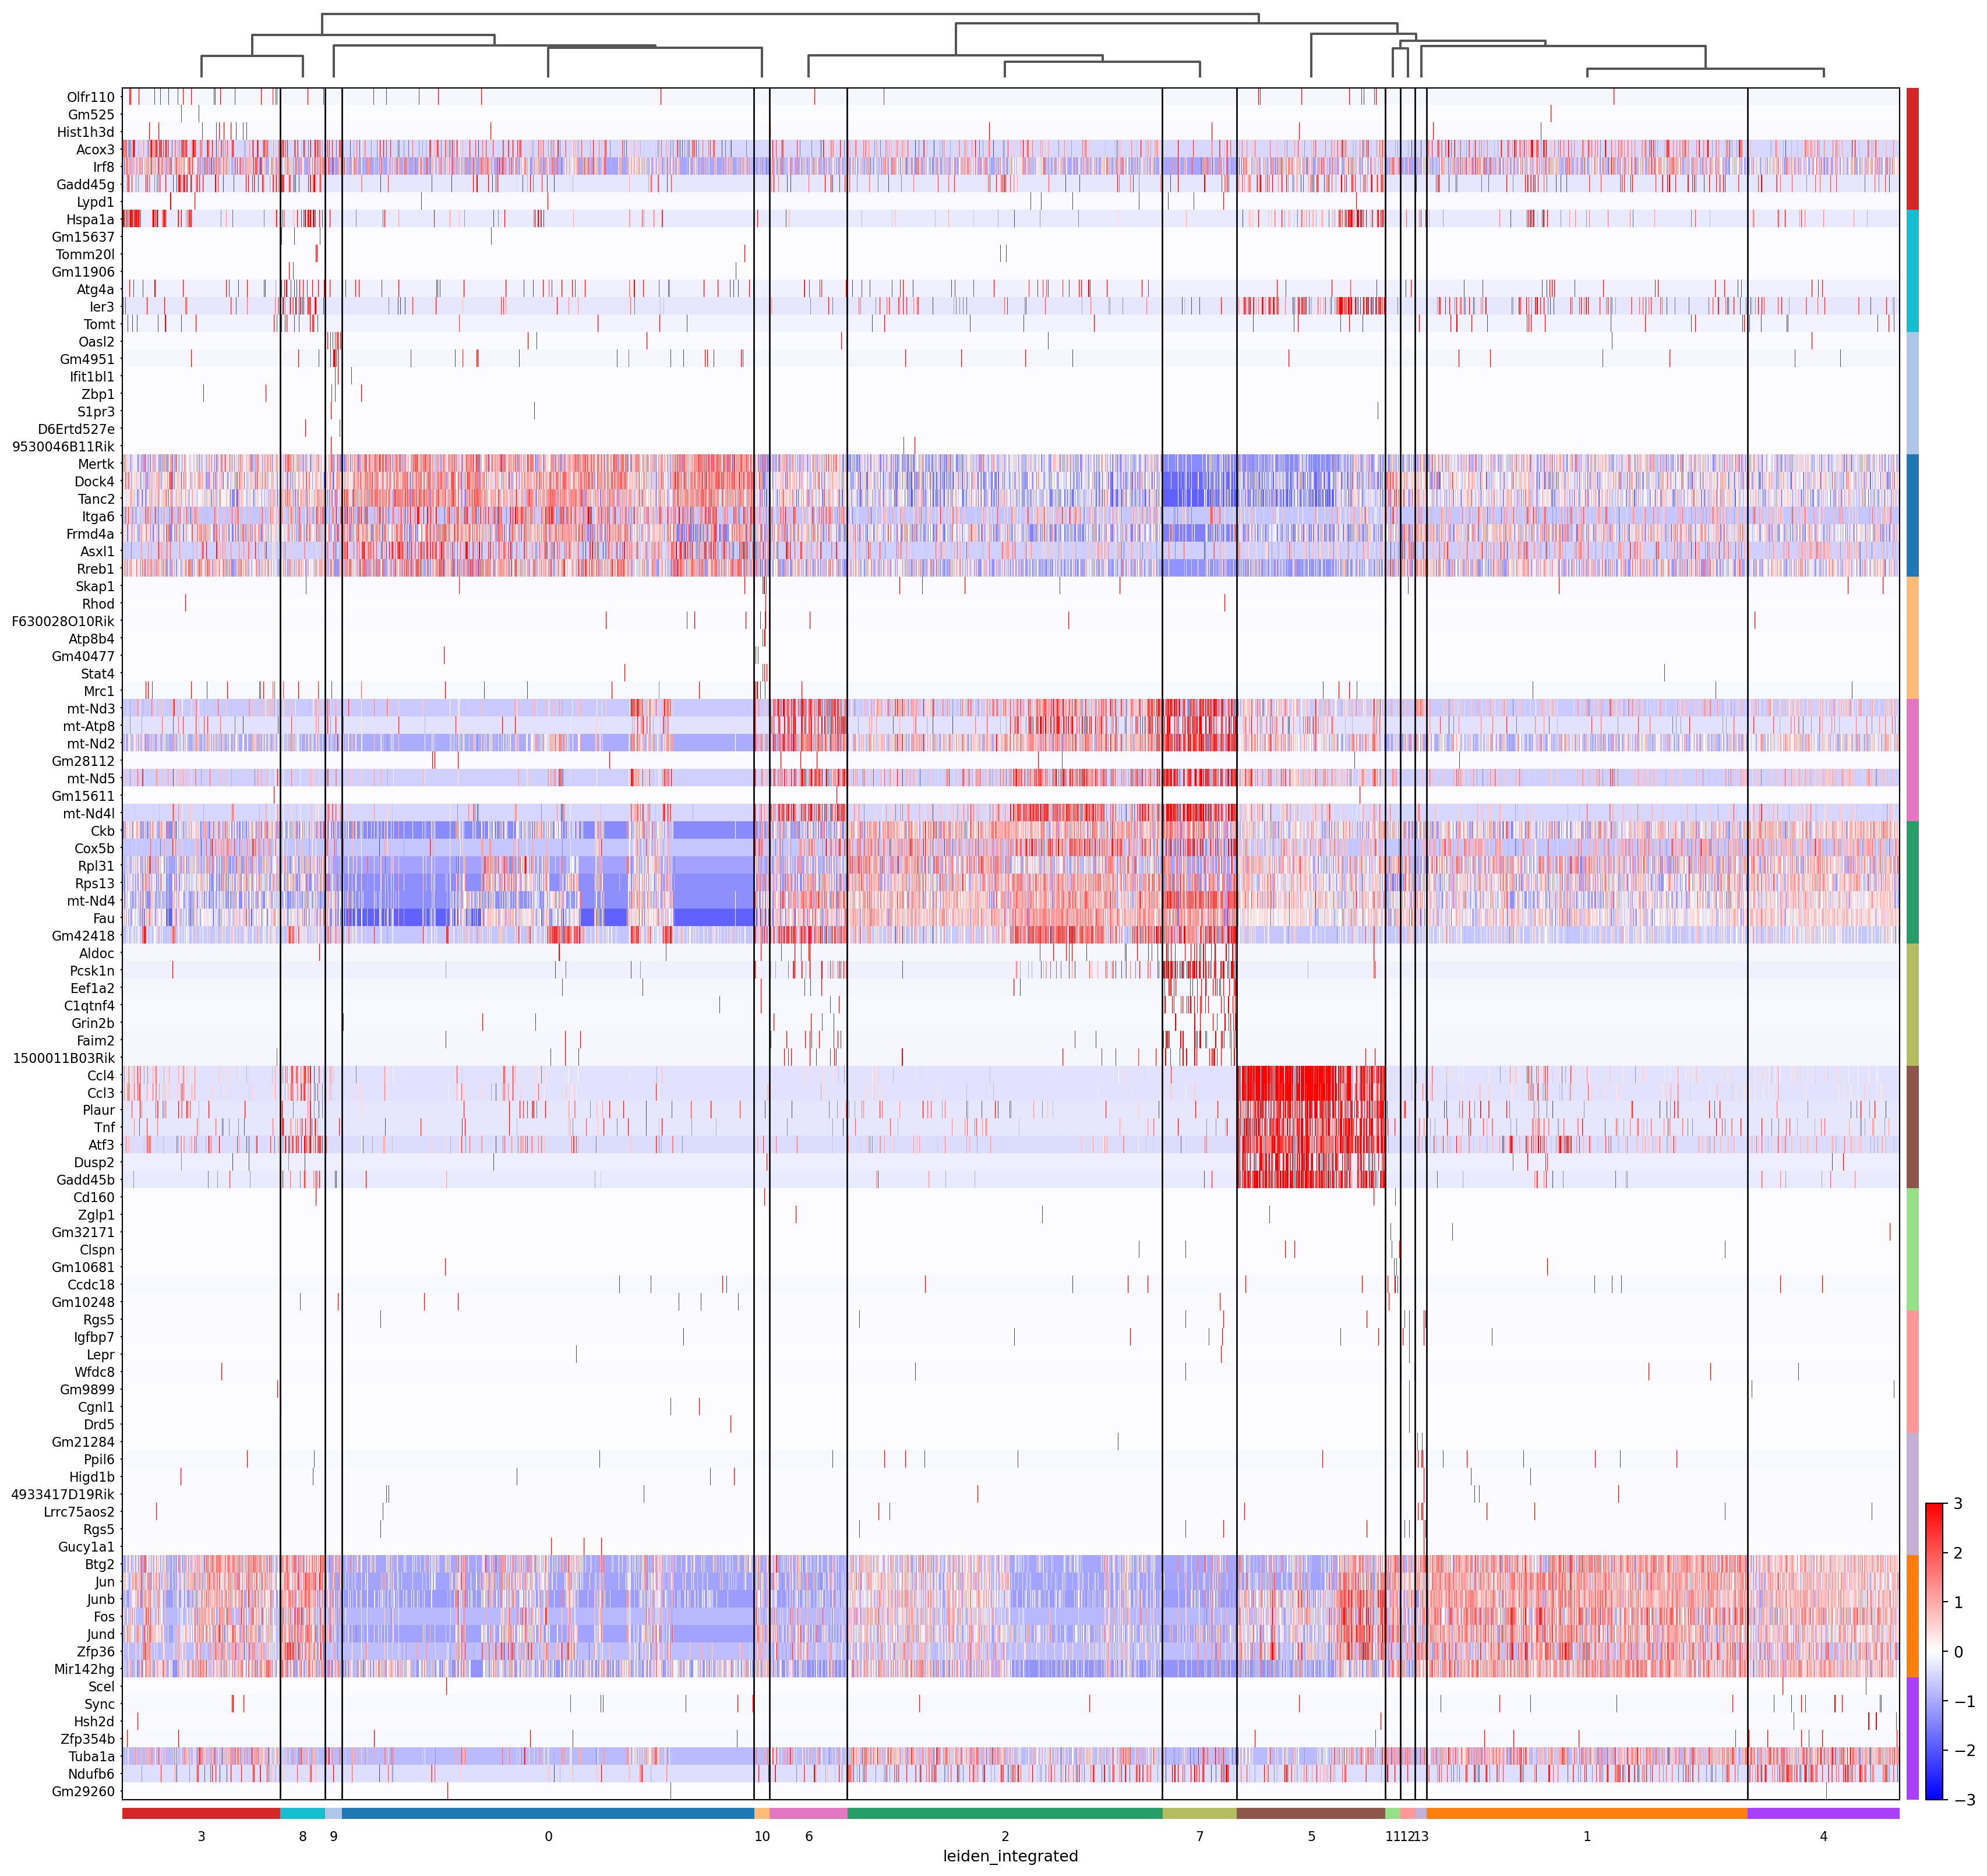 Olfr110
Gm525
Hist1h3d
Acox3
Irf8
Gadd45g
Lypd1
Hspa1a
Gm15637
Tomm20l
Gm11906
Atg4a
Ier3
Tomt
Oasl2
Gm4951
Ifit1bl1
Zbp1
S1pr3
D6Ertd527e
9530046B11Rik
Mertk
Dock4
Tanc2
Itga6
Frmd4a
Asxl1
Rreb1
Skap1
Rhod
F630028O10Rik
Atp8b4
Gm40477
Stat4
Mrc1
mt-Nd3
mt-Atp8
mt-Nd2
Gm28112
mt-Nd5
Gm15611
mt-Nd4l
Ckb
Cox5b
Rpl31
Rps13
mt-Nd4
Fau
Gm42418
Aldoc
Pcsk1n
Eef1a2
C1qtnf4
Grin2b
Faim2
1500011B03Rik
Ccl4
Ccl3
Plaur
Tnf
Atf3
Dusp2
Gadd45b
Cd160
Zglp1
Gm32171
Clspn
Gm10681
Ccdc18
Gm10248
Rgs5
Igfbp7
Lepr
Wfdc8
Gm9899
Cgnl1
Drd5
Gm21284
Ppil6
Higd1b
4933417D19Rik
Lrrc75aos2
Rgs5
Gucy1a1
Btg2
Jun
Junb
Fos
Jund
Zfp36
Mir142hg
Scel
Sync
Hsh2d
Zfp354b
Tuba1a
Ndufb6
Gm29260
3
2
1
0
−1
−2
−3
3 8 9 0 10 6 2 7 5 11 12 13 1 4
leiden_integrated